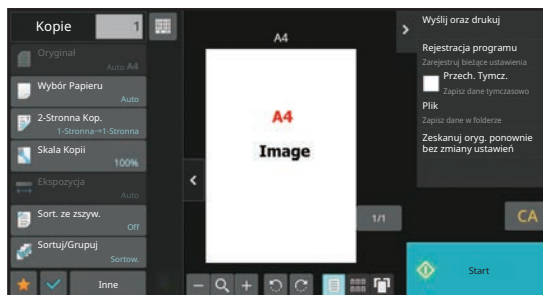 Kopie
1
Oryginał
Auto A4
Wybór Papieru
Auto
2-Stronna Kop.
1-Stronna→1-Stronna
Skala Kopii
100%
Ekspozycja
Auto
Sort. ze zszyw.
Off
Sortuj/Grupuj
Sortow.
Inne
A4
A4
Image
1/1
Wyślij oraz drukuj
Rejestracja programu
Zarejestruj bieżące ustawienia
Przech. Tymcz.
Zapisz dane tymczasowo
Plik
Zapisz dane w folderze
Zeskanuj oryg. ponownie
bez zmiany ustawień
CA
Start